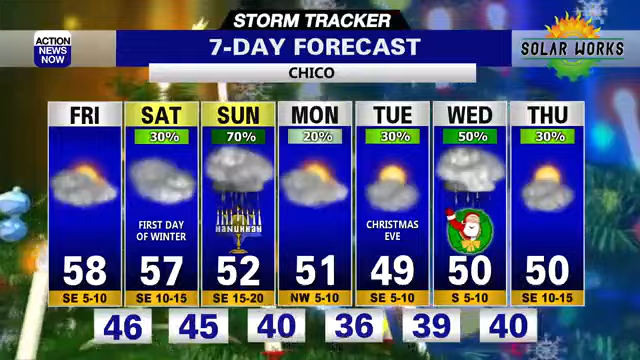 STORM TRACKER
7-DAY FORECAST
CHICO
ACTION
NEWS
NOW
SOLAR WORKS
FRI SAT SUN MON TUE WED THU
30% 70% 20% 30% 50% 30%
FIRST DAY
OF WINTER
HANUKKAH
CHRISTMAS
EVE
58 57 52 51 49 50 50
SE 5-10 SE 10-15 SE 15-20 NW 5-10 SE 5-10 S 5-10 SE 10-15
46 45 40 36 39 40